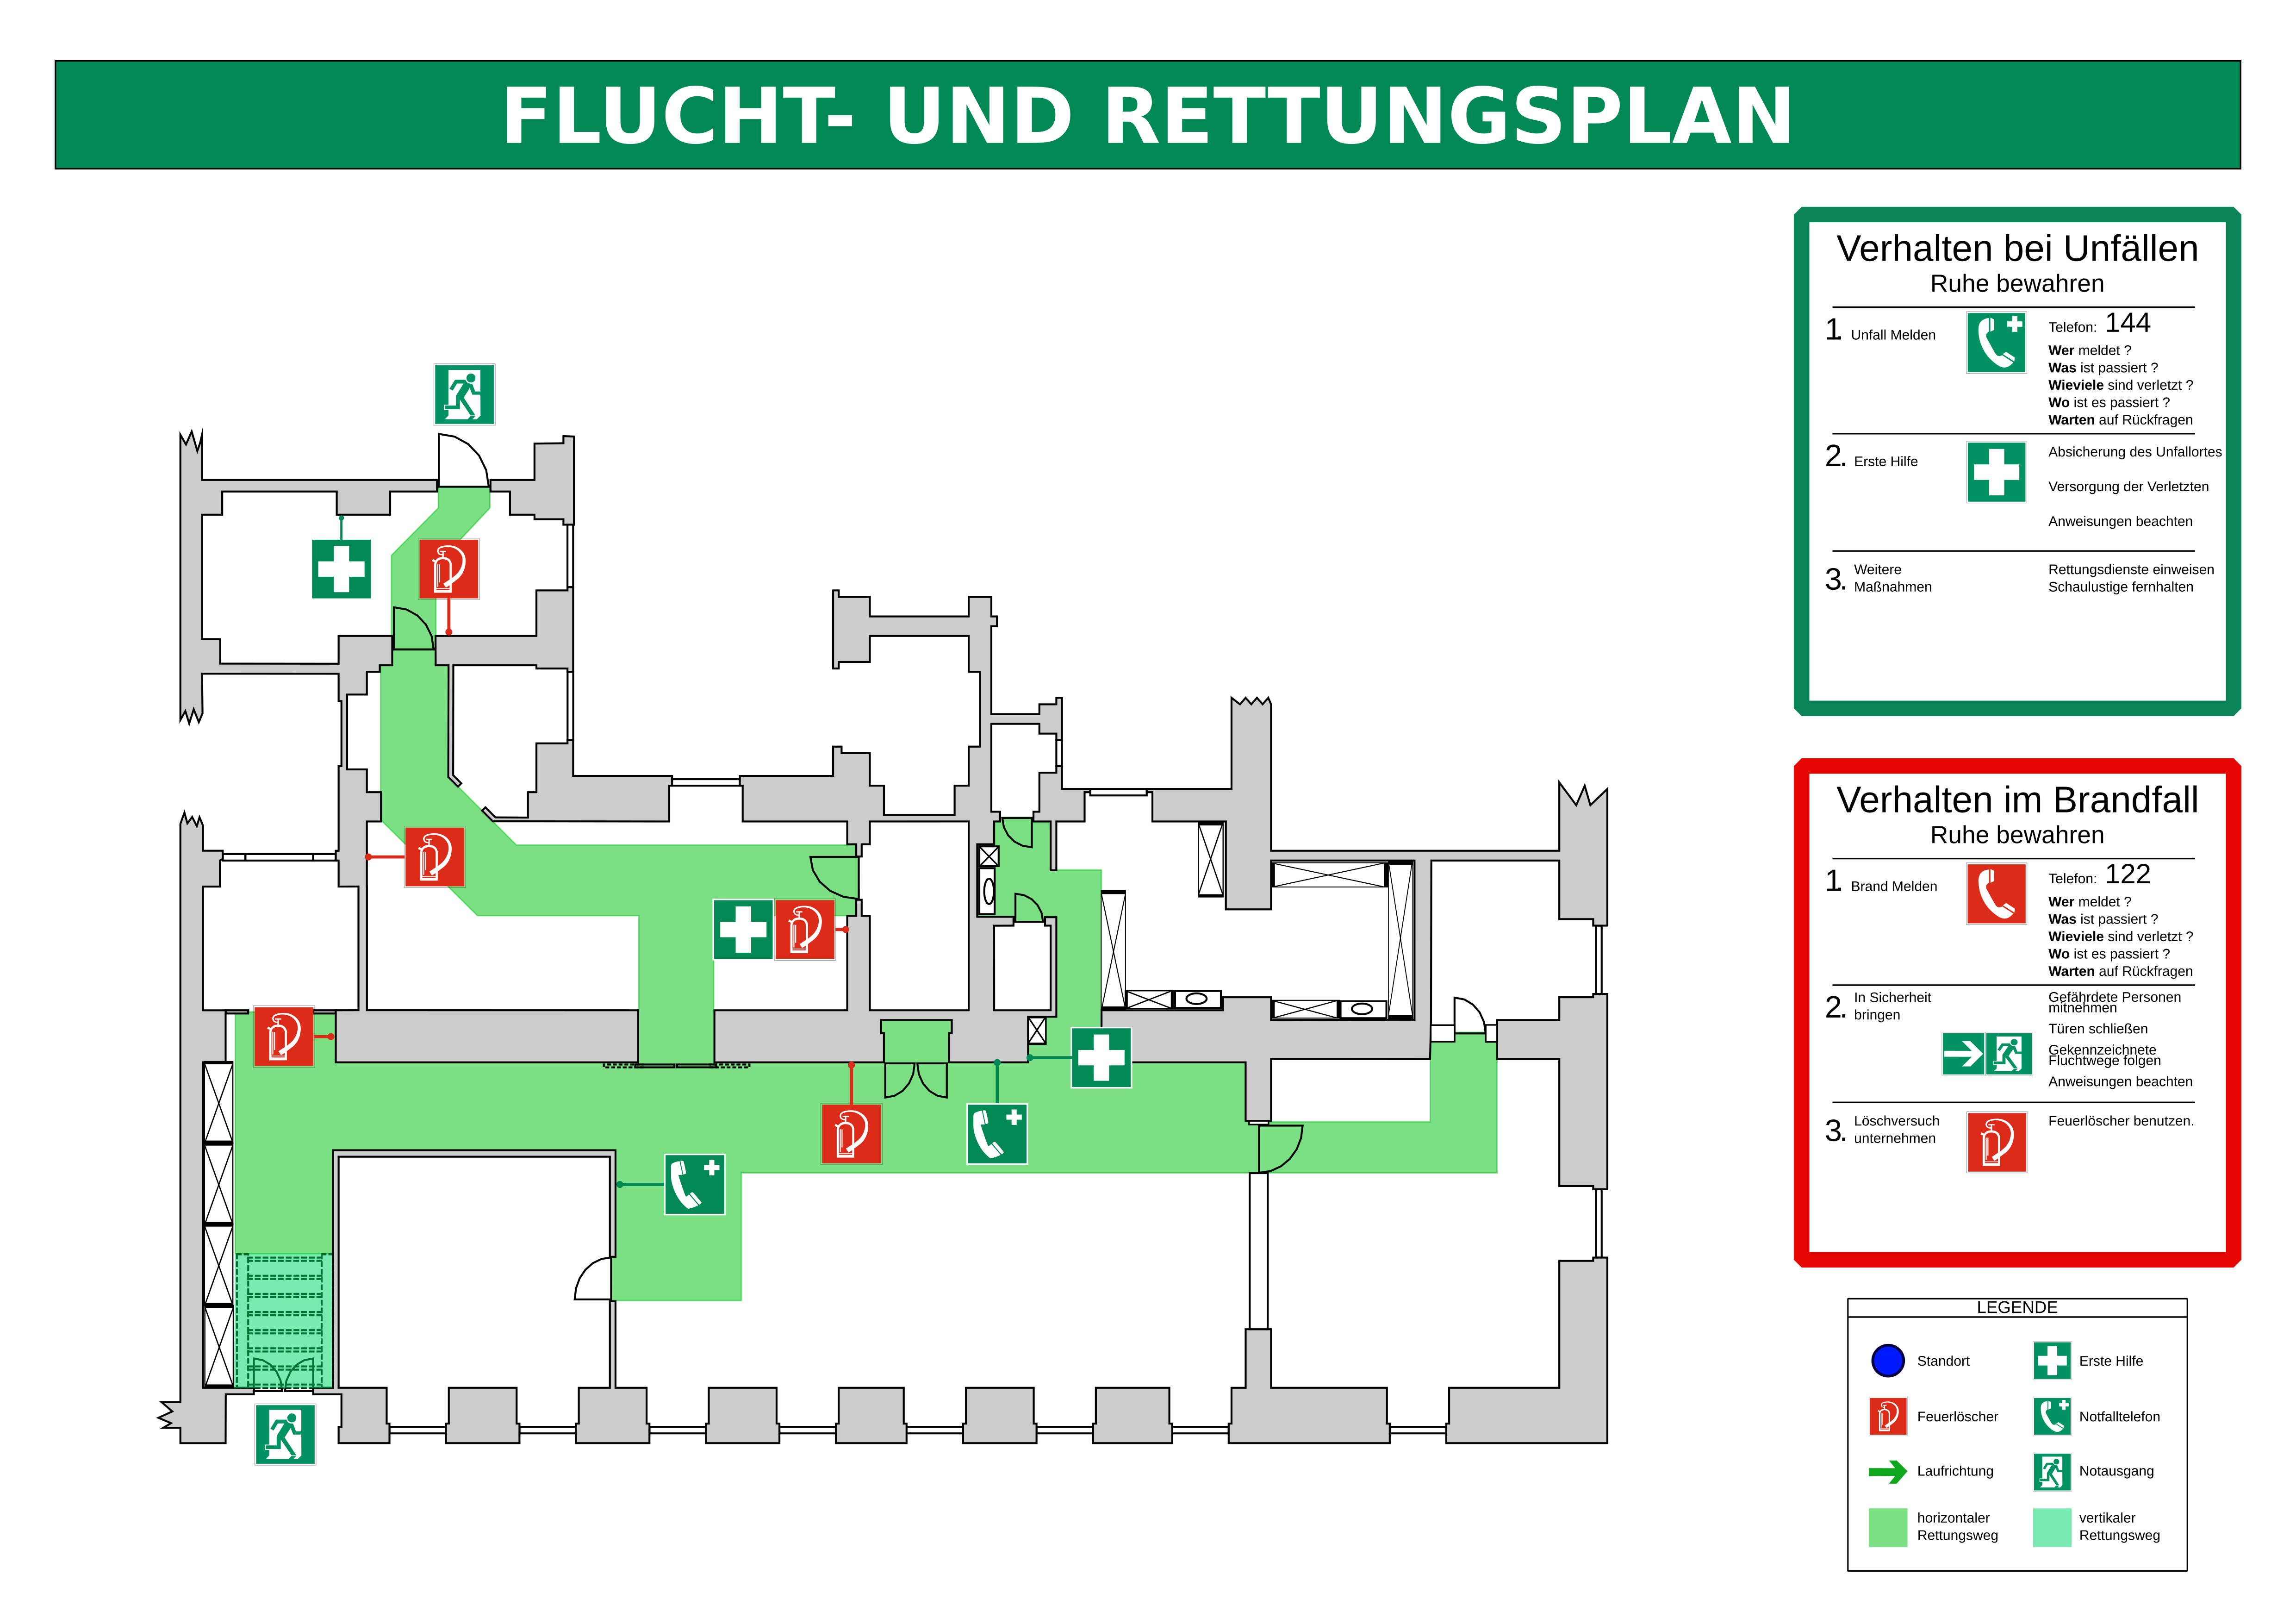 FLUCHT- UND RETTUNGSPLAN
Verhalten bei Unfällen
Ruhe bewahren
1. Unfall Melden
Telefon: 144
Wer meldet ?
Was ist passiert ?
Wieviele sind verletzt ?
Wo ist es passiert ?
Warten auf Rückfragen
2. Erste Hilfe
Absicherung des Unfallortes
Versorgung der Verletzten
Anweisungen beachten
3. Weitere
Maßnahmen
Rettungsdienste einweisen
Schaulustige fernhalten
Verhalten im Brandfall
Ruhe bewahren
1. Brand Melden
Telefon: 122
Wer meldet ?
Was ist passiert ?
Wieviele sind verletzt ?
Wo ist es passiert ?
Warten auf Rückfragen
2. In Sicherheit
bringen
Gefährdete Personen
mitnehmen
Türen schließen
Gekennzeichnete
Fluchtwege folgen
Anweisungen beachten
3. Löschversuch
unternehmen
Feuerlöscher benutzen.
LEGENDE
Standort
Erste Hilfe
Feuerlöscher
Notfalltelefon
Laufrichtung
Notausgang
horizontaler
Rettungsweg
vertikaler
Rettungsweg